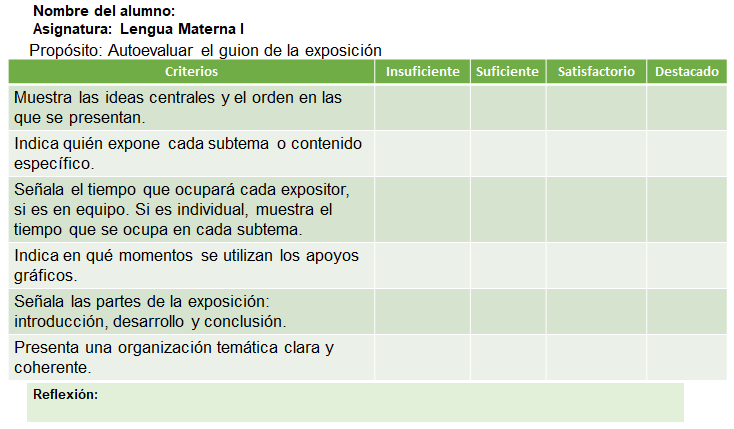 Nombre del alumno:
Asignatura: Lengua Materna I
Propósito: Autoevaluar el guion de la exposición
Criterios Insuficiente Suficiente Satisfactorio Destacado
Muestra las ideas centrales y el orden en las
que se presentan.
Indica quién expone cada subtema o contenido
específico.
Señala el tiempo que ocupará cada expositor,
si es en equipo. Si es individual, muestra el
tiempo que se ocupa en cada subtema.
Indica en qué momentos se utilizan los apoyos
gráficos.
Señala las partes de la exposición:
introducción, desarrollo y conclusión.
Presenta una organización temática clara y
coherente.
Reflexión: